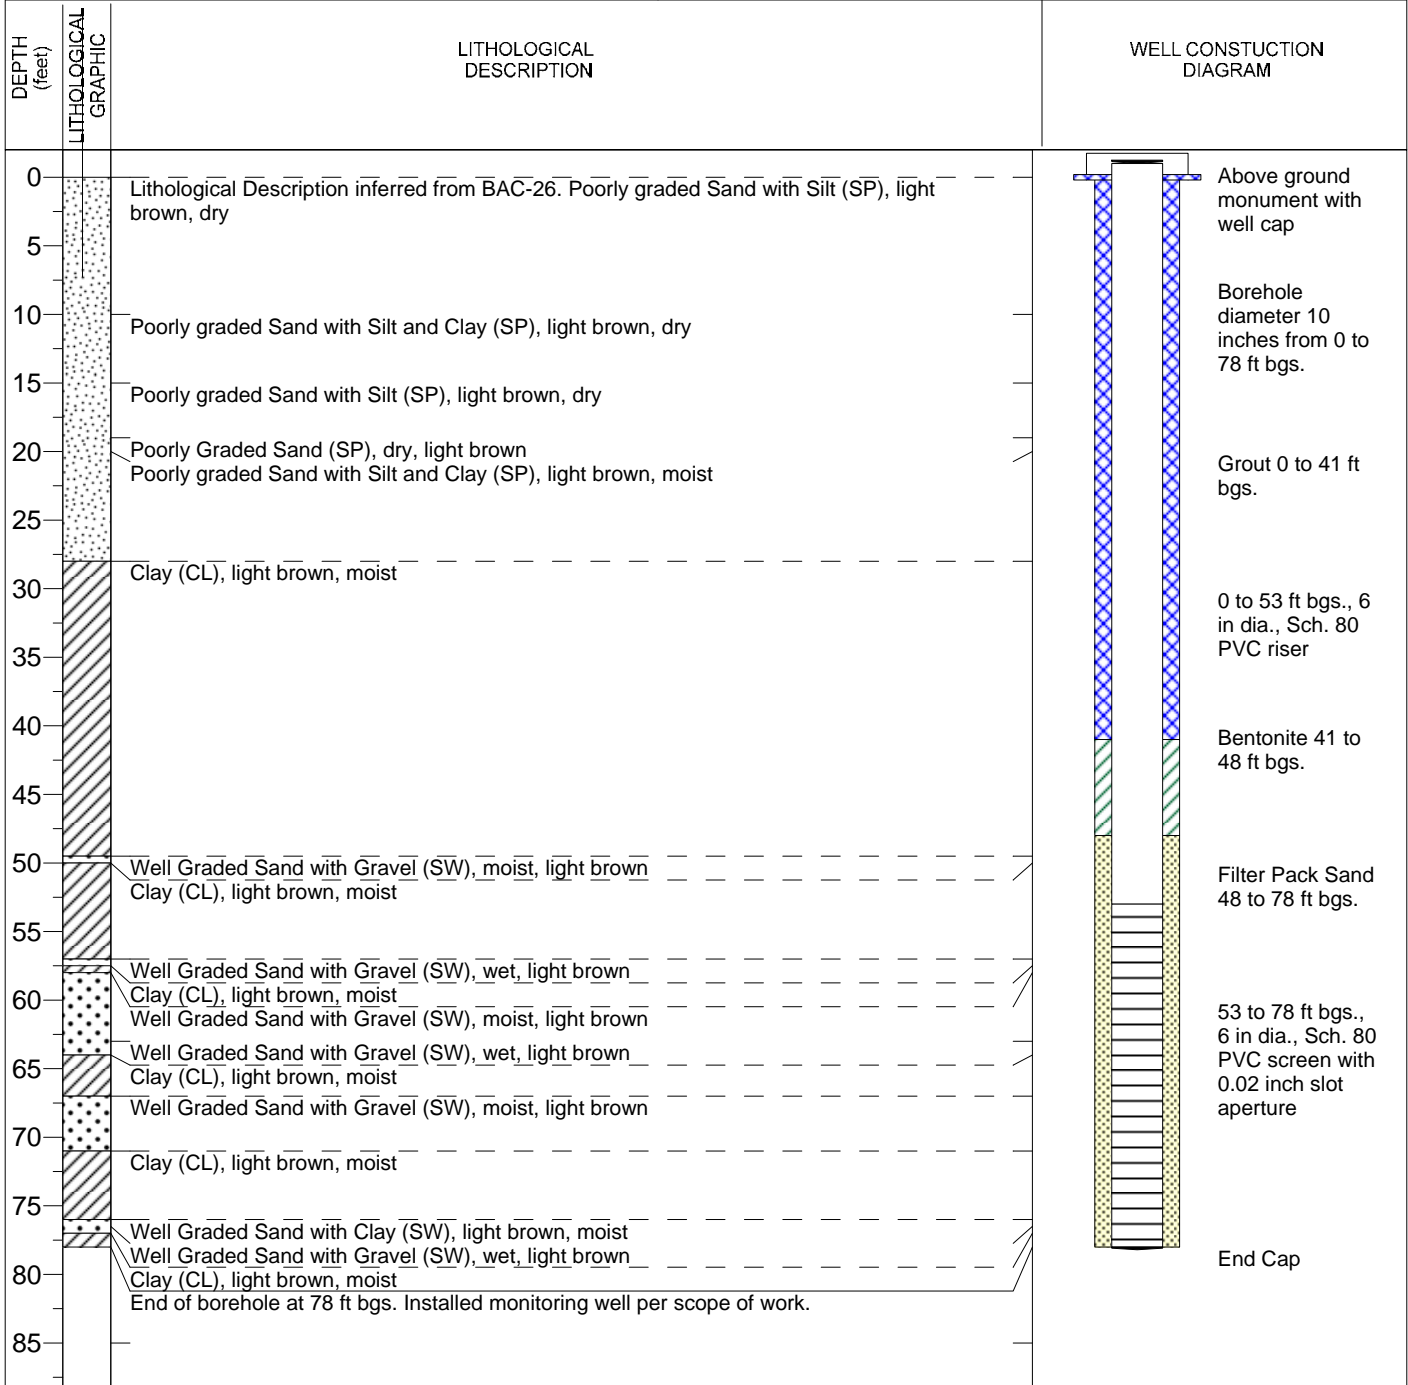 DEPTH
(feet)
LITHOLOGICAL
GRAPHIC
LITHOLOGICAL
DESCRIPTION
WELL CONSTUCTION
DIAGRAM
0
5
10
15
20
25
30
35
40
45
50
55
60
65
70
75
80
85
Lithological Description inferred from BAC-26. Poorly graded Sand with Silt (SP), light
brown, dry
Poorly graded Sand with Silt and Clay (SP), light brown, dry
Poorly graded Sand with Silt (SP), light brown, dry
Poorly Graded Sand (SP), dry, light brown
Poorly graded Sand with Silt and Clay (SP), light brown, moist
Clay (CL), light brown, moist
Well Graded Sand with Gravel (SW), moist, light brown
Clay (CL), light brown, moist
Well Graded Sand with Gravel (SW), wet, light brown
Clay (CL), light brown, moist
Well Graded Sand with Gravel (SW), moist, light brown
Well Graded Sand with Gravel (SW), wet, light brown
Clay (CL), light brown, moist
Well Graded Sand with Gravel (SW), moist, light brown
Clay (CL), light brown, moist
Well Graded Sand with Clay (SW), light brown, moist
Well Graded Sand with Gravel (SW), wet, light brown
Clay (CL), light brown, moist
End of borehole at 78 ft bgs. Installed monitoring well per scope of work.
Above ground
monument with
well cap
Borehole
diameter 10
inches from 0 to
78 ft bgs.
Grout 0 to 41 ft
bgs.
0 to 53 ft bgs., 6
in dia., Sch. 80
PVC riser
Bentonite 41 to
48 ft bgs.
Filter Pack Sand
48 to 78 ft bgs.
53 to 78 ft bgs.,
6 in dia., Sch. 80
PVC screen with
0.02 inch slot
aperture
End Cap